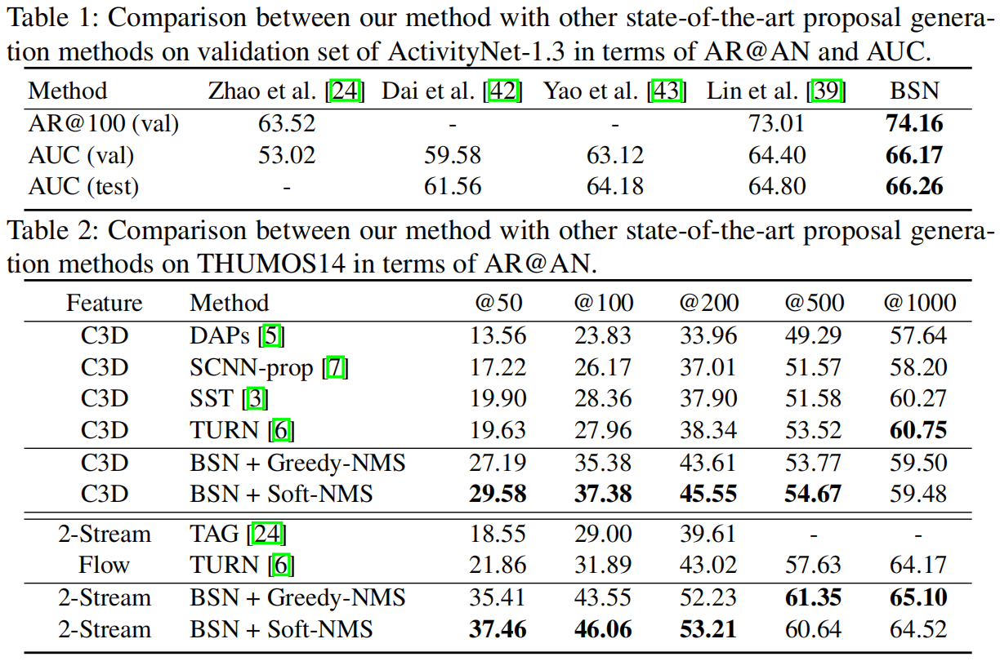 Table 1: Comparison between our method with other state-of-the-art proposal genera-
tion methods on validation set of ActivityNet-1.3 in terms of AR@AN and AUC.
Method Zhao et al. [24] Dai et al. [42] Yao et al. [43] Lin et al. [39] BSN
AR@100 (val) 63.52 - - 73.01 74.16
AUC (val) 53.02 59.58 63.12 64.40 66.17
AUC (test) - 61.56 64.18 64.80 66.26
Table 2: Comparison between our method with other state-of-the-art proposal genera-
tion methods on THUMOS14 in terms of AR@AN.
Feature Method @50 @100 @200 @500 @1000
C3D DAPs [5] 13.56 23.83 33.96 49.29 57.64
C3D SCNN-prop [7] 17.22 26.17 37.01 51.57 58.20
C3D SST [3] 19.90 28.36 37.90 51.58 60.27
C3D TURN [6] 19.63 27.96 38.34 53.52 60.75
C3D BSN + Greedy-NMS 27.19 35.38 43.61 53.77 59.50
C3D BSN + Soft-NMS 29.58 37.38 45.55 54.67 59.48
2-Stream TAG [24] 18.55 29.00 39.61 - -
Flow TURN [6] 21.86 31.89 43.02 57.63 64.17
2-Stream BSN + Greedy-NMS 35.41 43.55 52.23 61.35 65.10
2-Stream BSN + Soft-NMS 37.46 46.06 53.21 60.64 64.52